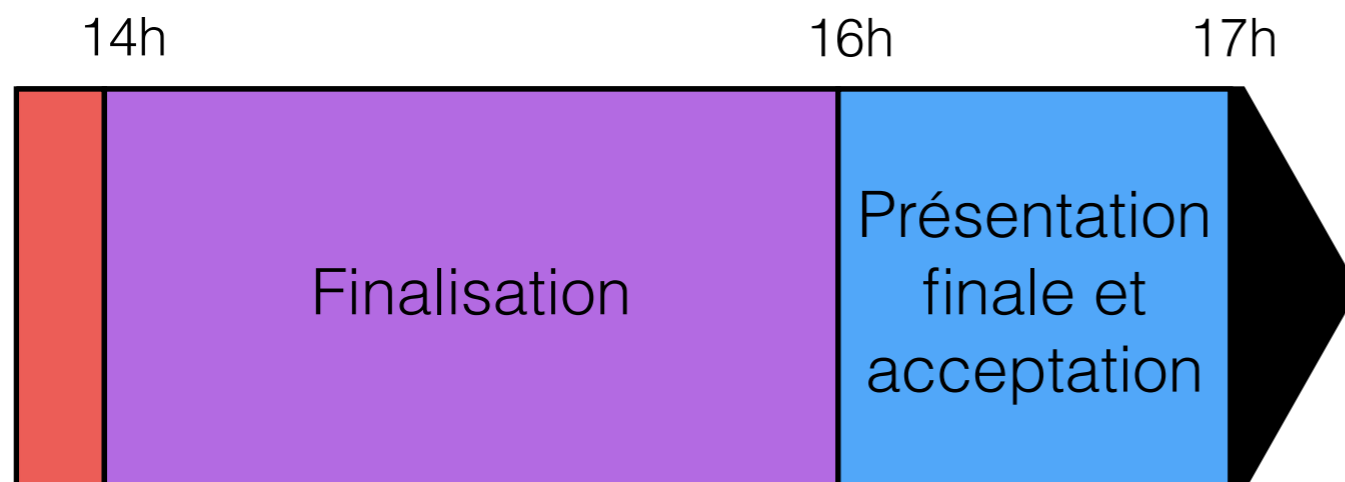 14h 16h 17h
Finalisation
Présentation
finale et
acceptation